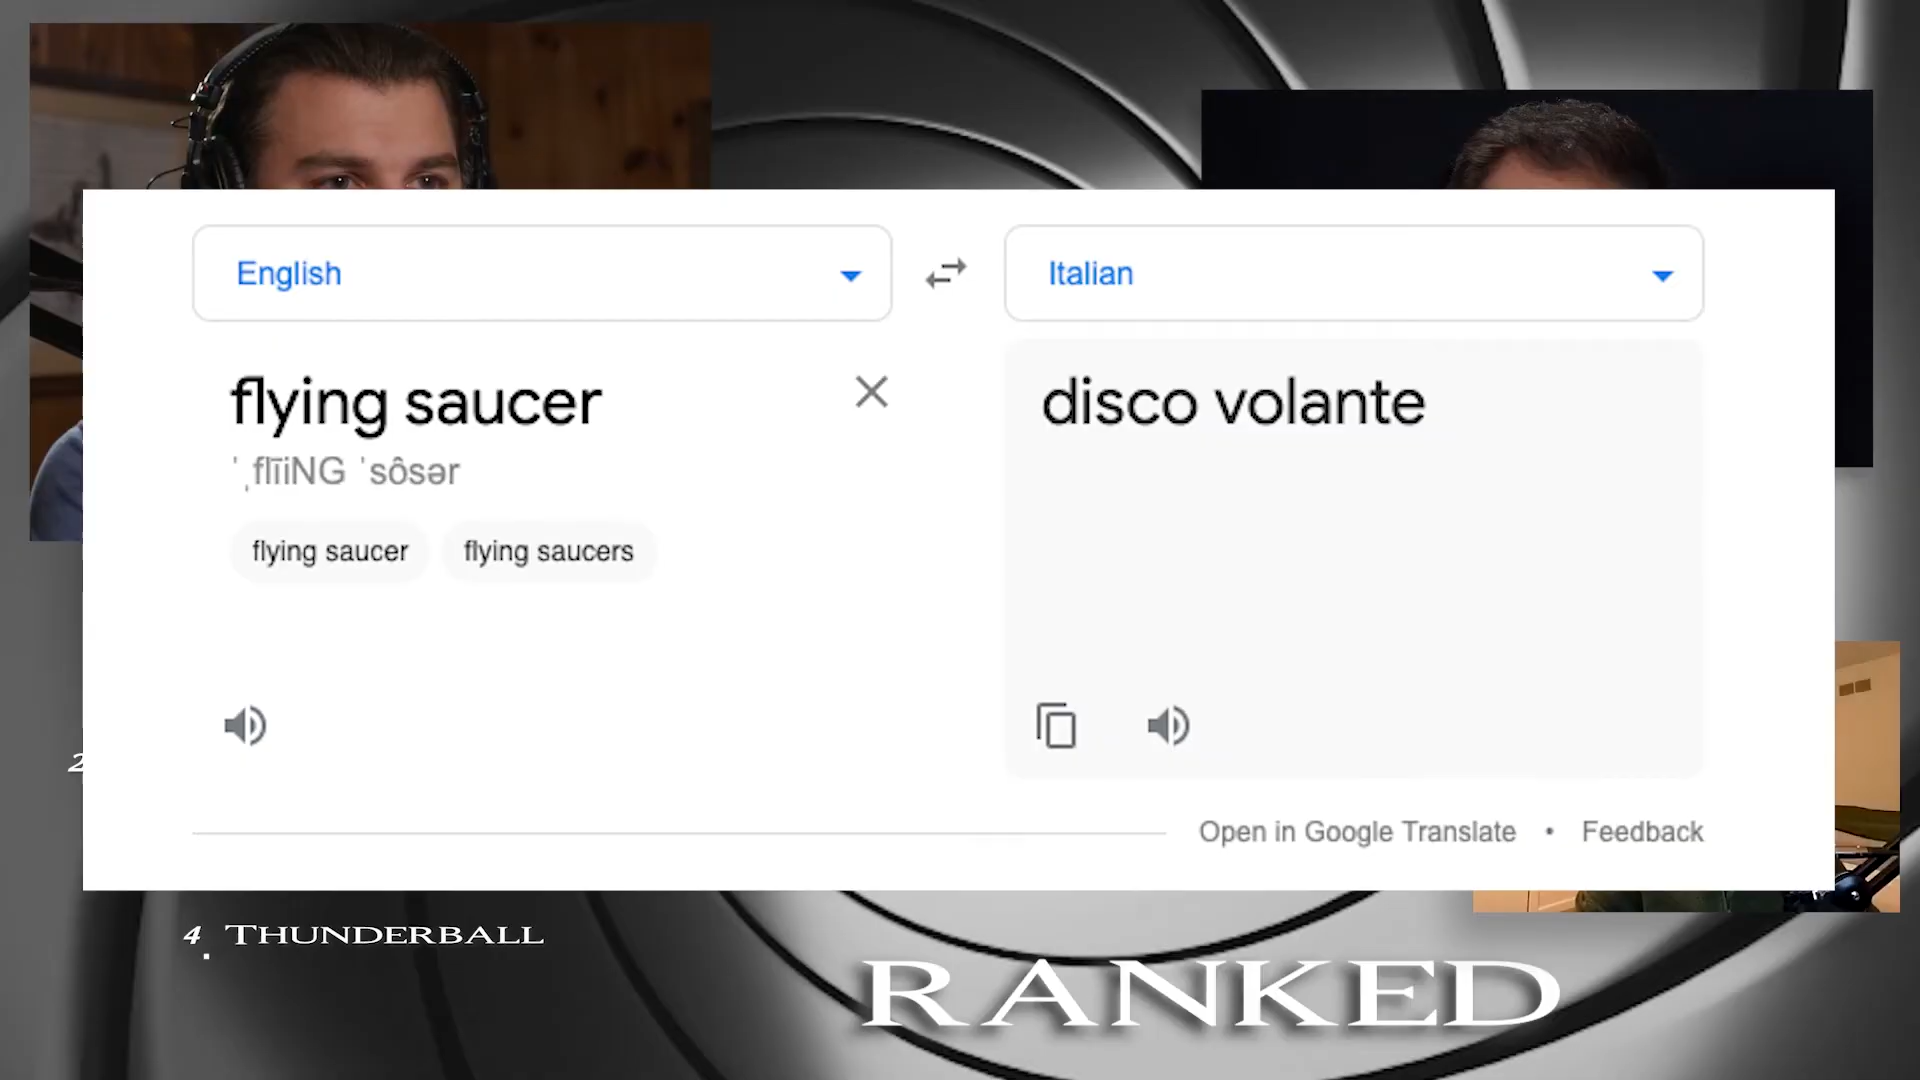 English
Italian
flying saucer
disco volante
ˈˌflīiNG ˈsôsər
flying saucer
flying saucers
Open in Google Translate • Feedback
2
4. THUNDERBALL
RANKED